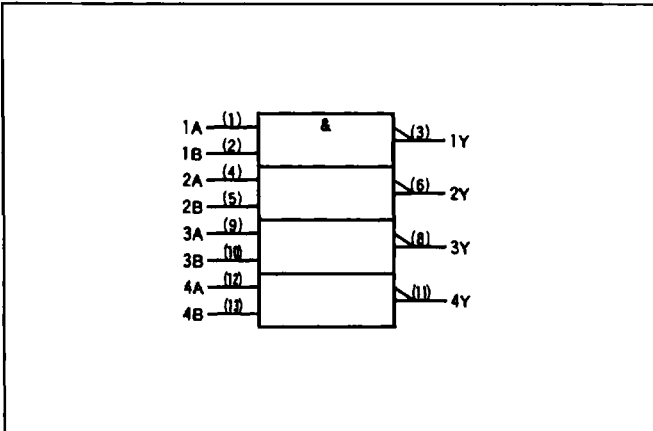 1A (1) & (3) 1Y
1B (2)
2A (4) (6) 2Y
2B (5)
3A (9) (8) 3Y
3B (10)
4A (12) (11) 4Y
4B (13)